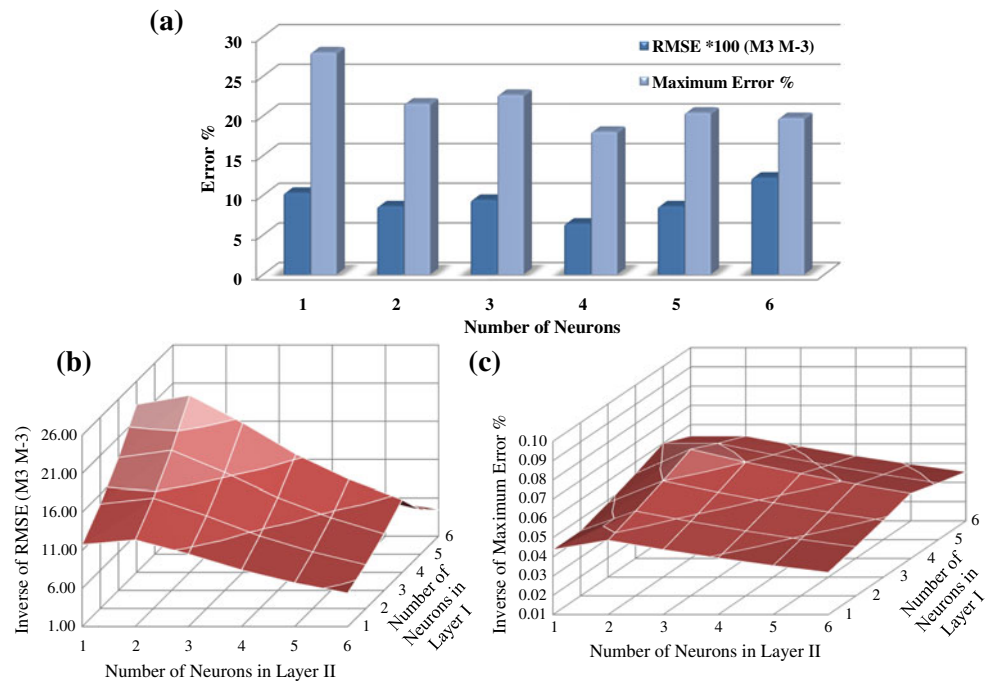 (a)
30
25
20
15
10
5
0
Error %
RMSE *100 (M3 M-3)
Maximum Error %
1 2 3 4 5 6
Number of Neurons
(b)
26.00
21.00
16.00
11.00
6.00
1.00
Inverse of RMSE (M3 M-3)
1 2 3 4 5 6
Number of Neurons in Layer II
1 2 3 4 5 6
Number of
Neurons in
Layer I
(c)
0.10
0.09
0.08
0.07
0.06
0.05
0.04
0.03
0.02
0.01
Inverse of Maximum Error %
1 2 3 4 5 6
Number of Neurons in Layer II
1 2 3 4 5 6
Number of
Neurons in
Layer I